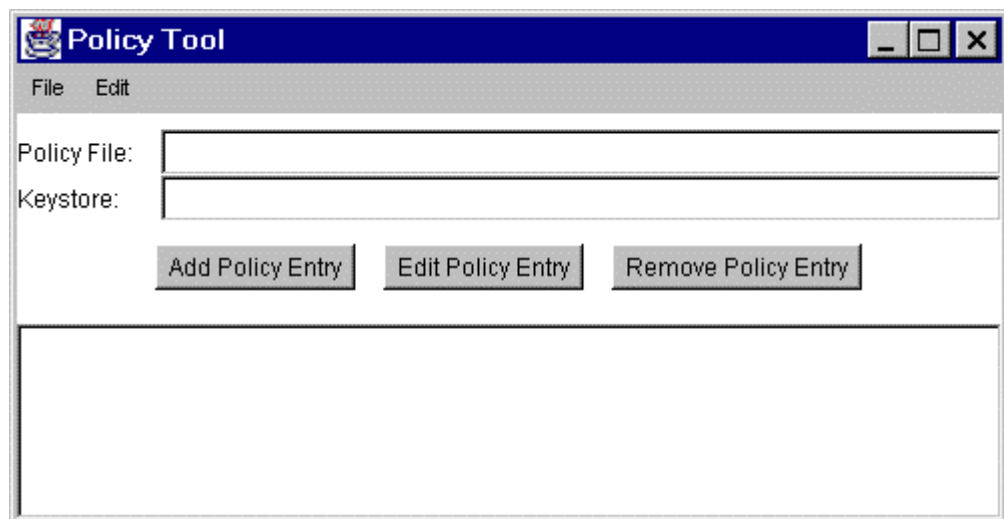 Policy Tool
File Edit
Policy File:
Keystore:
Add Policy Entry Edit Policy Entry Remove Policy Entry